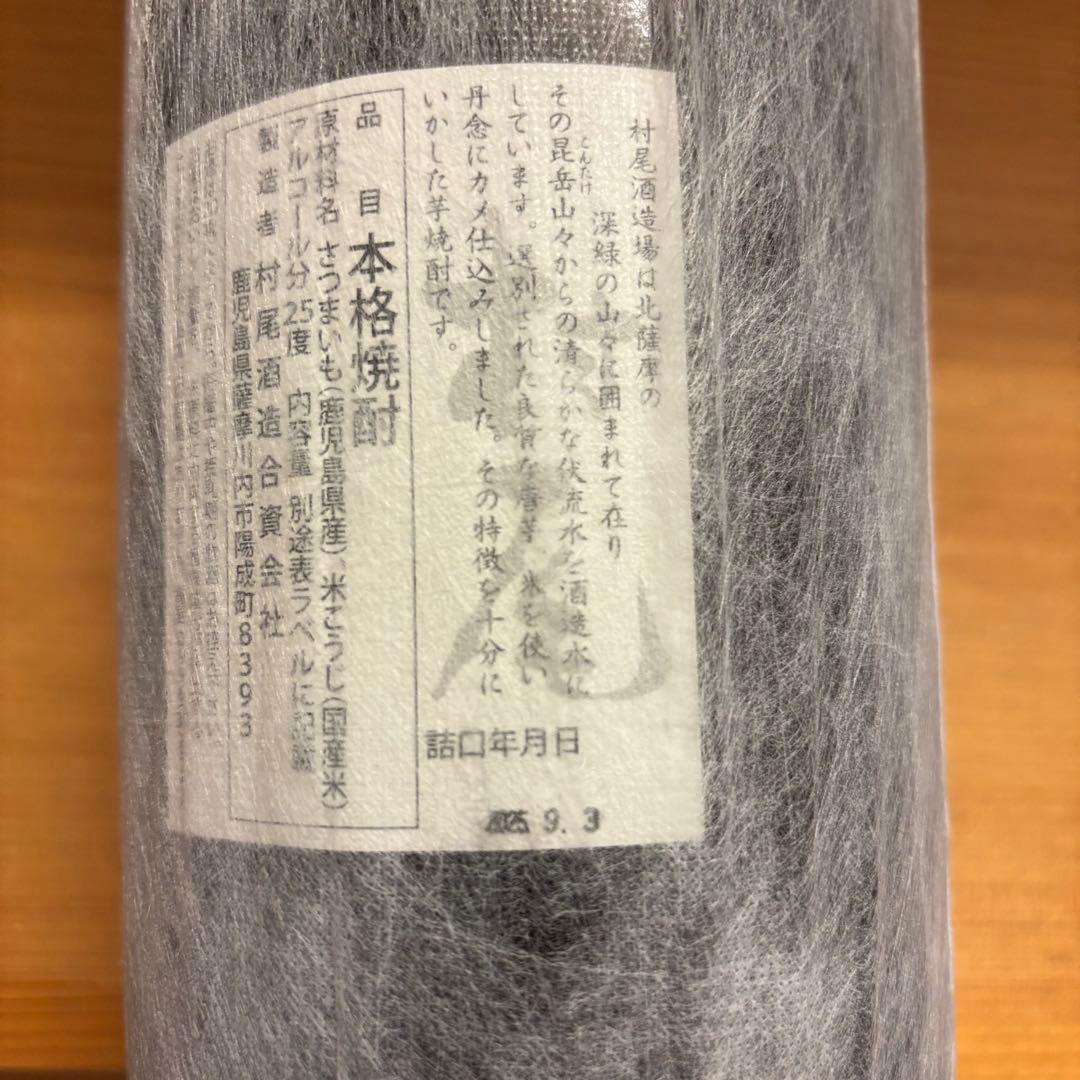 村尾酒造場は北薩摩の
深緑の山々に囲まれて在り
こんたけ
その昆岳山々からの清らかな伏流水を酒造水に
しています。選別された良質な唐芋、米を使い
丹念にカメ仕込みしました。その特徴を十分に
いかした芋焼酎です。
詰口年月日
2025 9. 3
品目 本格焼酎
原材料名 さつまいも(鹿児島県産)、米こうじ(国産米)
アルコール分25度 内容量 別途表ラベルに記載
製造者 村尾酒造合資会社
鹿児島県薩摩川内市陽成町8393